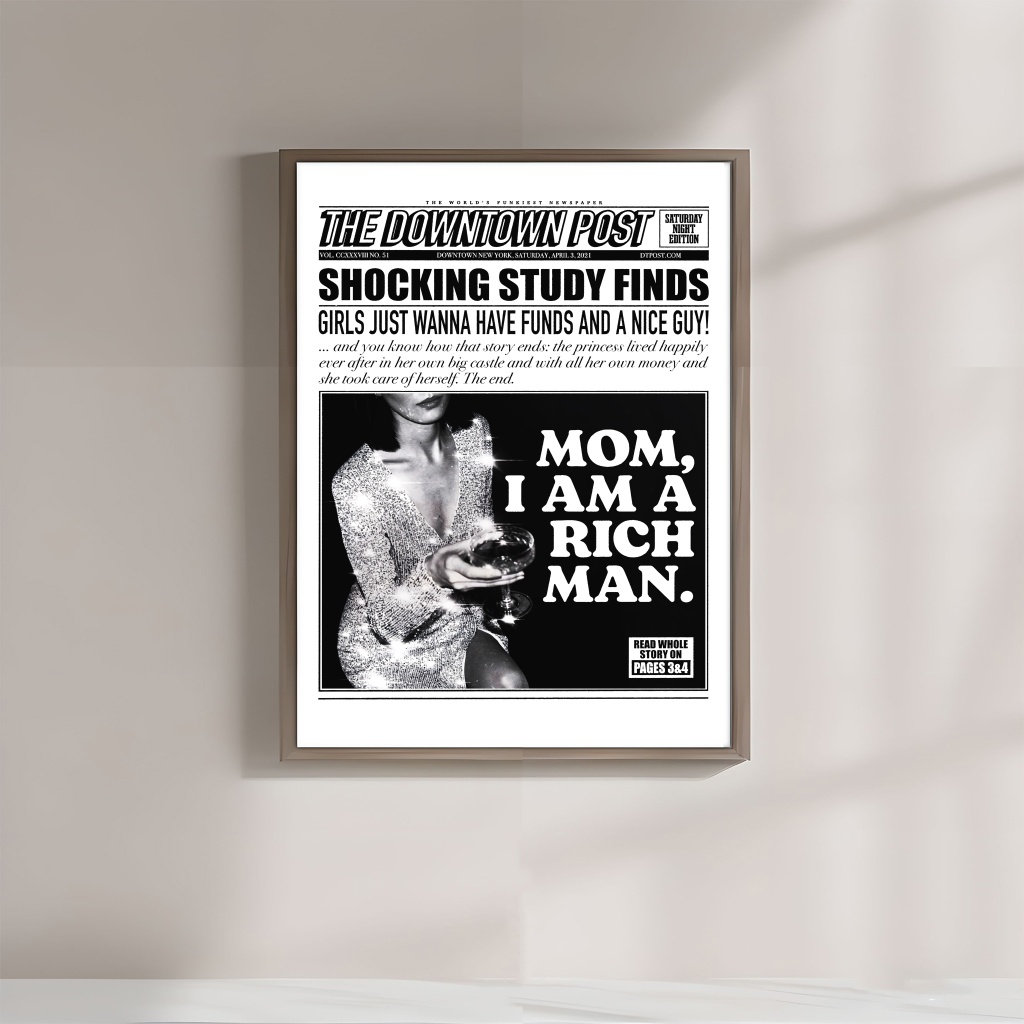 THE WORLD'S FUNKIEST NEWSPAPER
THE DOWNTOWN POST
SATURDAY
NIGHT
EDITION
VOL. CCXXXVIII NO. 51 DOWNTOWN NEW YORK, SATURDAY, APRIL 3, 2021 DTPOST.COM
SHOCKING STUDY FINDS
GIRLS JUST WANNA HAVE FUNDS AND A NICE GUY!
... and you know how that story ends: the princess lived happily
ever after in her own big castle and with all her own money and
she took care of herself. The end.
MOM,
I AM A
RICH
MAN.
READ WHOLE
STORY ON
PAGES 3&4